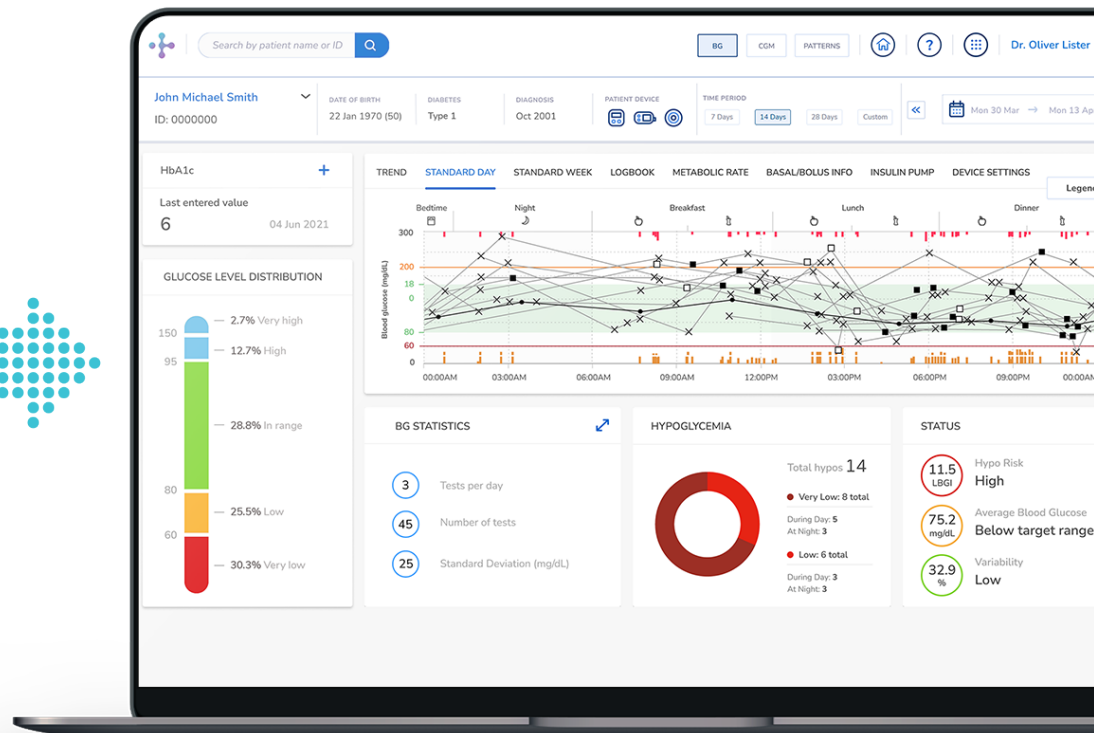 Search by patient name or ID
BG
CGM
PATTERNS
?
Dr. Oliver Lister
John Michael Smith
ID: 0000000
DATE OF BIRTH
22 Jan 1970 (50)
DIABETES
Type 1
DIAGNOSIS
Oct 2001
PATIENT DEVICE
TIME PERIOD
7 Days
14 Days
28 Days
Custom
Mon 30 Mar → Mon 13 Ap
HbA1c
Last entered value
6
04 Jun 2021
GLUCOSE LEVEL DISTRIBUTION
150
95
80
60
2.7% Very high
12.7% High
28.8% In range
25.5% Low
30.3% Very low
TREND
STANDARD DAY
STANDARD WEEK
LOGBOOK
METABOLIC RATE
BASAL/BOLUS INFO
INSULIN PUMP
DEVICE SETTINGS
Legen
Bedtime
Night
Breakfast
Lunch
Dinner
Blood glucose (mg/dL)
300
200
18
0
80
60
0
00:00AM
03:00AM
06:00AM
09:00AM
12:00PM
03:00PM
06:00PM
09:00PM
00:00AM
BG STATISTICS
3 Tests per day
45 Number of tests
25 Standard Deviation (mg/dL)
HYPOGLYCEMIA
Total hypos 14
Very Low: 8 total
During Day: 5
At Night: 3
Low: 6 total
During Day: 3
At Night: 3
STATUS
11.5
LBGI
Hypo Risk
High
75.2
mg/dL
Average Blood Glucose
Below target range
32.9
%
Variability
Low